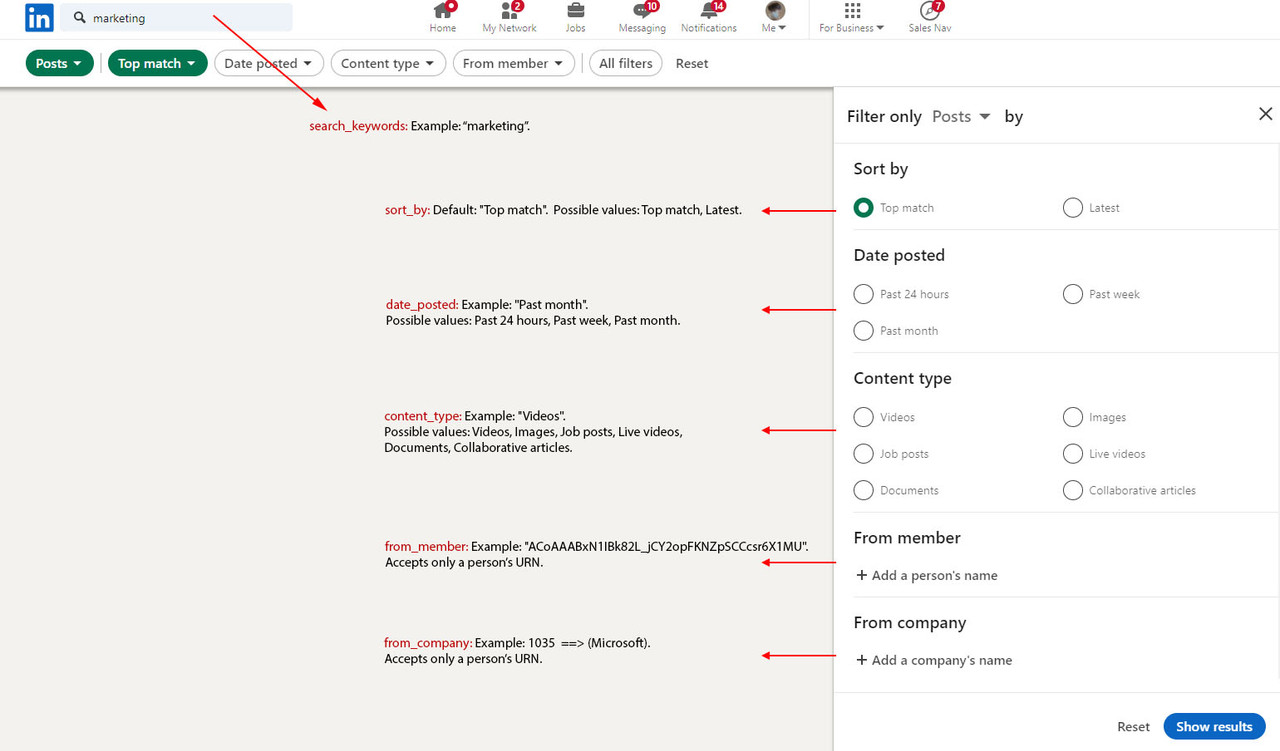 in
marketing
2
10
14
7
Home
My Network
Jobs
Messaging
Notifications
Me
For Business
Sales Nav
Posts
Top match
Date posted
Content type
From member
All filters
Reset
search_keywords: Example: “marketing”.
sort_by: Default: "Top match". Possible values: Top match, Latest.
date_posted: Example: "Past month".
Possible values: Past 24 hours, Past week, Past month.
content_type: Example: "Videos".
Possible values: Videos, Images, Job posts, Live videos,
Documents, Collaborative articles.
from_member: Example: "ACoAAABxN1IBk82L_jCY2opFKNZpSCCcsr6X1MU".
Accepts only a person’s URN.
from_company: Example: 1035 ==> (Microsoft).
Accepts only a person’s URN.
Filter only Posts by
Sort by
Top match
Latest
Date posted
Past 24 hours
Past week
Past month
Content type
Videos
Images
Job posts
Live videos
Documents
Collaborative articles
From member
+ Add a person's name
From company
+ Add a company's name
Reset
Show results